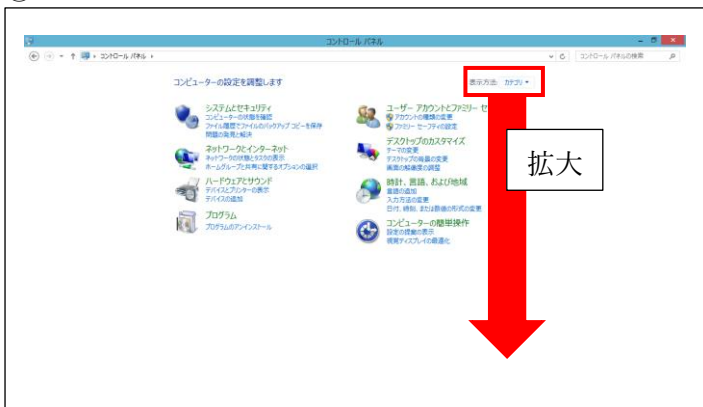 コントロール パネル
コントロール パネル
コントロール パネルの検索
コンピューターの設定を調整します
表示方法: カテゴリ
システムとセキュリティ
コンピューターの状態を確認
ファイル履歴でファイルのバックアップ コピーを保存
問題の発見と解決
ネットワークとインターネット
ネットワークの状態とタスクの表示
ホームグループと共有に関するオプションの選択
ハードウェアとサウンド
デバイスとプリンターの表示
デバイスの追加
プログラム
プログラムのアンインストール
ユーザー アカウントとファミリー セ
アカウントの種類の変更
ファミリー セーフティの設定
デスクトップのカスタマイズ
テーマの変更
デスクトップの背景の変更
画面の解像度の調整
時計、言語、および地域
言語の追加
入力方法の変更
日付、時刻、または数値の形式の変更
コンピューターの簡単操作
設定の提案の表示
視覚ディスプレイの最適化
拡大